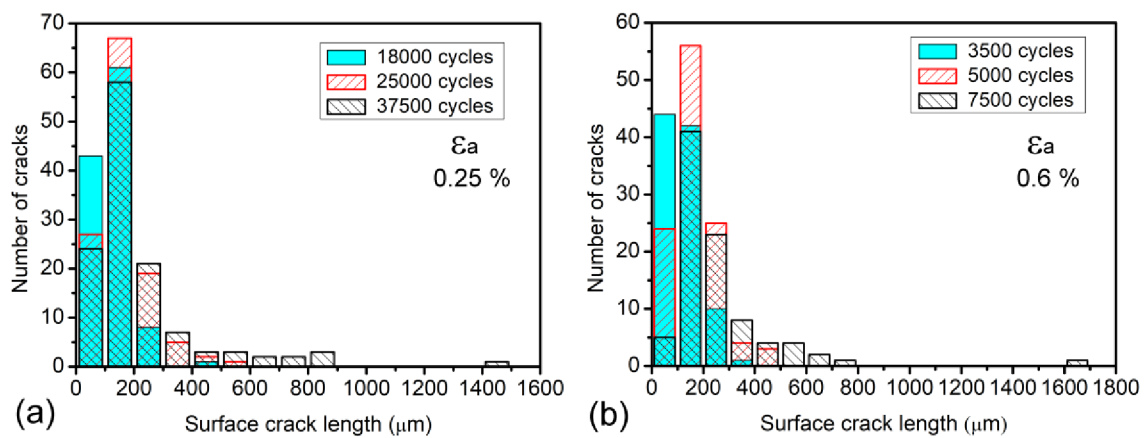 70
60
50
40
30
20
10
0
Number of cracks
18000 cycles
25000 cycles
37500 cycles
εa
0.25 %
0 200 400 600 800 1000 1200 1400 1600
Surface crack length (μm)
(a)
60
50
40
30
20
10
0
Number of cracks
3500 cycles
5000 cycles
7500 cycles
εa
0.6 %
0 200 400 600 800 1000 1200 1400 1600 1800
Surface crack length (μm)
(b)